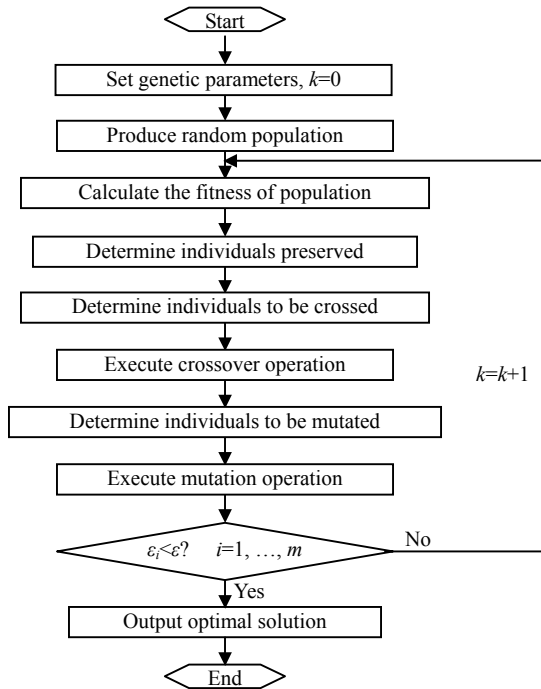 Start
Set genetic parameters, k=0
Produce random population
Calculate the fitness of population
Determine individuals preserved
Determine individuals to be crossed
Execute crossover operation
k=k+1
Determine individuals to be mutated
Execute mutation operation
εi<ε? i=1, …, m
No
Yes
Output optimal solution
End